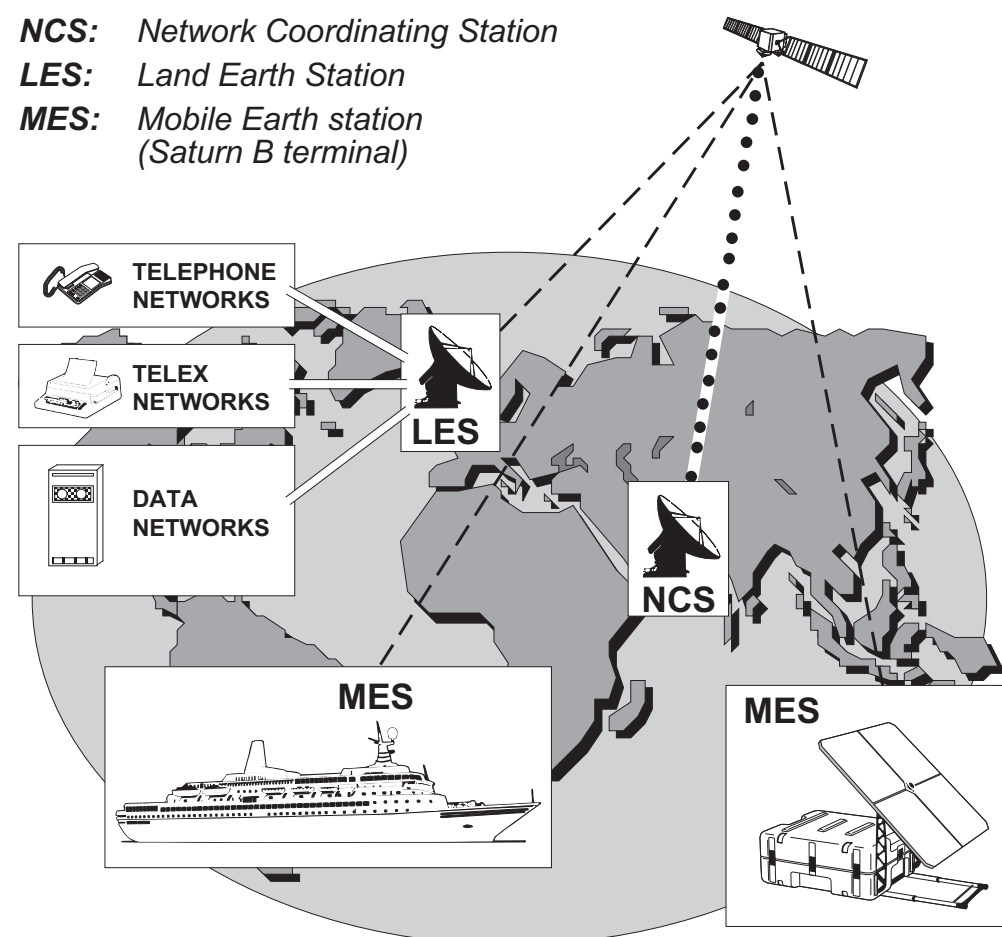 NCS: Network Coordinating Station
LES: Land Earth Station
MES: Mobile Earth station
(Saturn B terminal)
TELEPHONE
NETWORKS
TELEX
NETWORKS
LES
DATA
NETWORKS
NCS
MES
MES